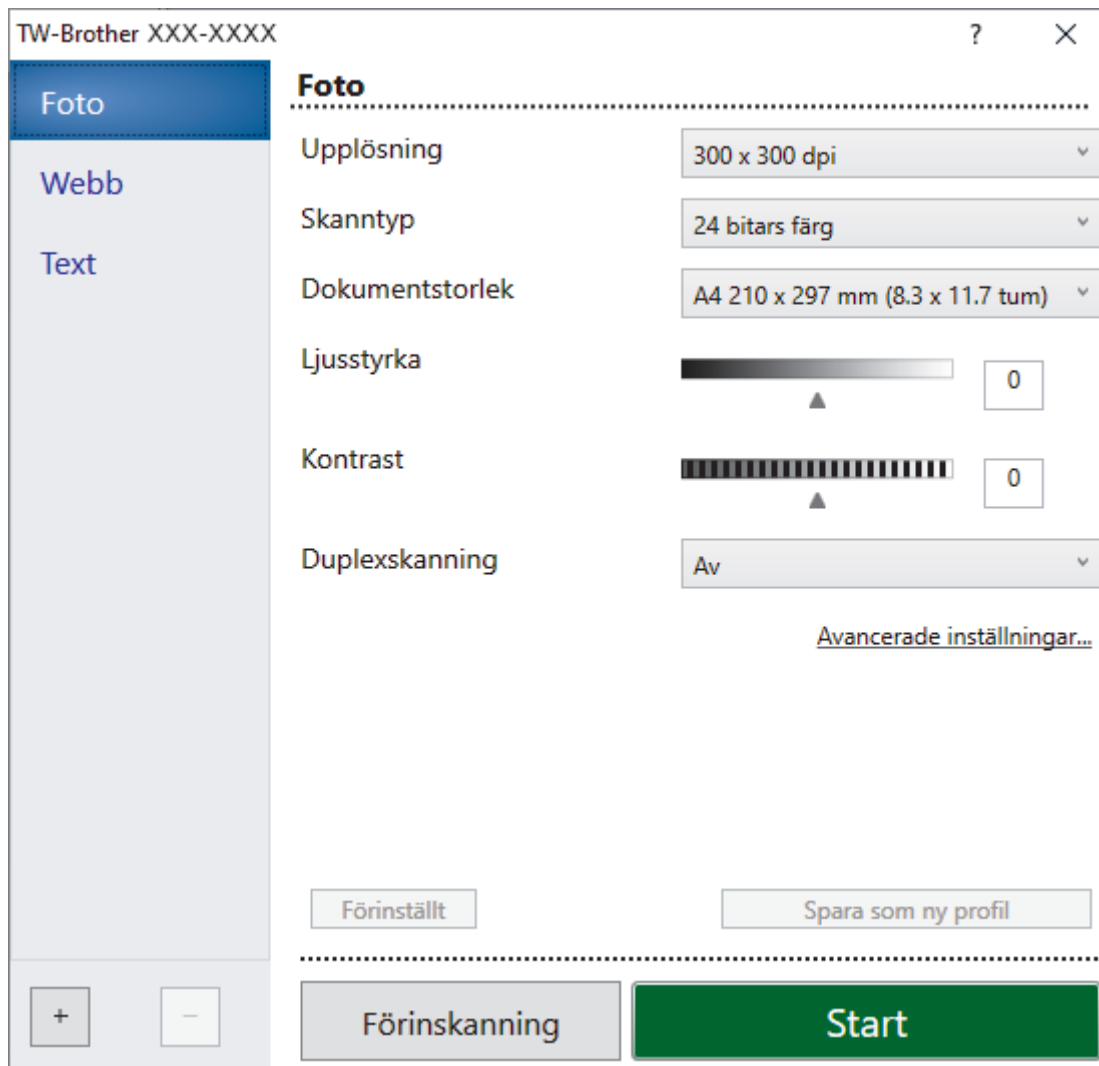 TW-Brother XXX-XXXX ?
Foto
Webb
Text
+ −
Foto
Upplösning 300 x 300 dpi
Skanntyp 24 bitars färg
Dokumentstorlek A4 210 x 297 mm (8.3 x 11.7 tum)
Ljusstyrka 0
Kontrast 0
Duplexskanning Av
Avancerade inställningar...
Förinställt Spara som ny profil
Förinskanning Start